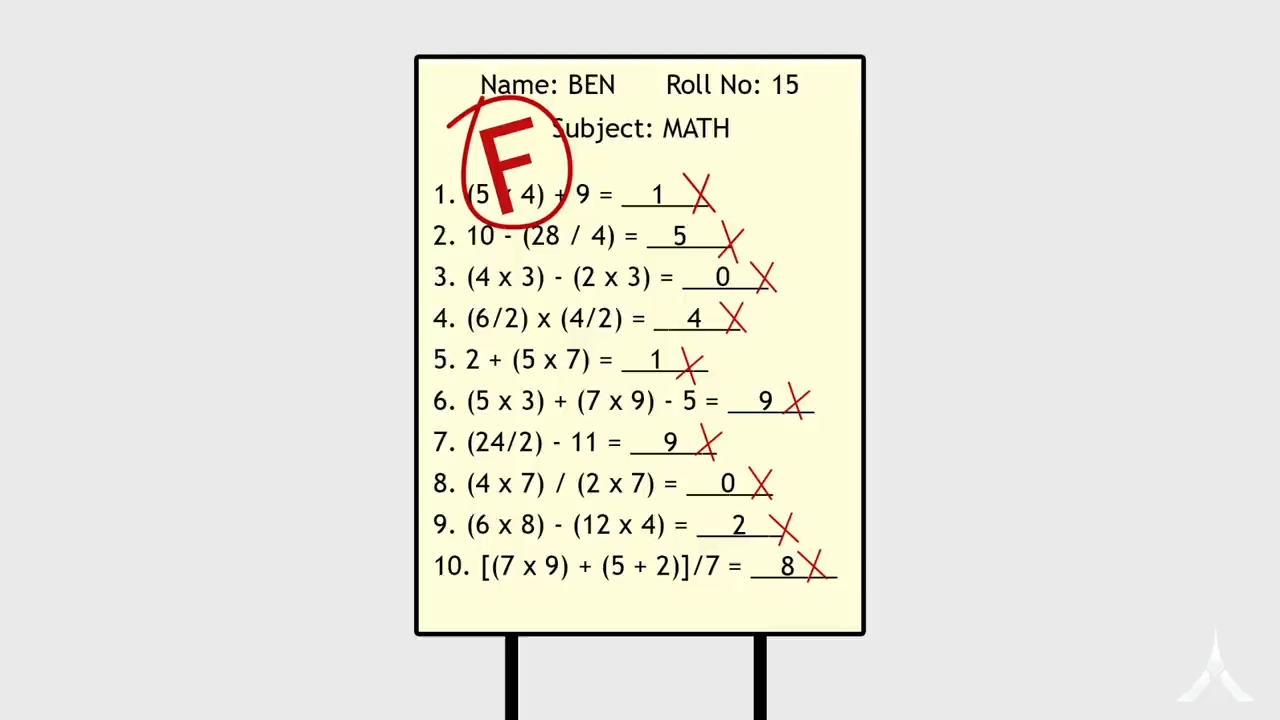 Name: BEN Roll No: 15
F
Subject: MATH
1. (5 x 4) + 9 = 1
2. 10 - (28 / 4) = 5
3. (4 x 3) - (2 x 3) = 0
4. (6/2) x (4/2) = 4
5. 2 + (5 x 7) = 1
6. (5 x 3) + (7 x 9) - 5 = 9
7. (24/2) - 11 = 9
8. (4 x 7) / (2 x 7) = 0
9. (6 x 8) - (12 x 4) = 2
10. [(7 x 9) + (5 + 2)]/7 = 8